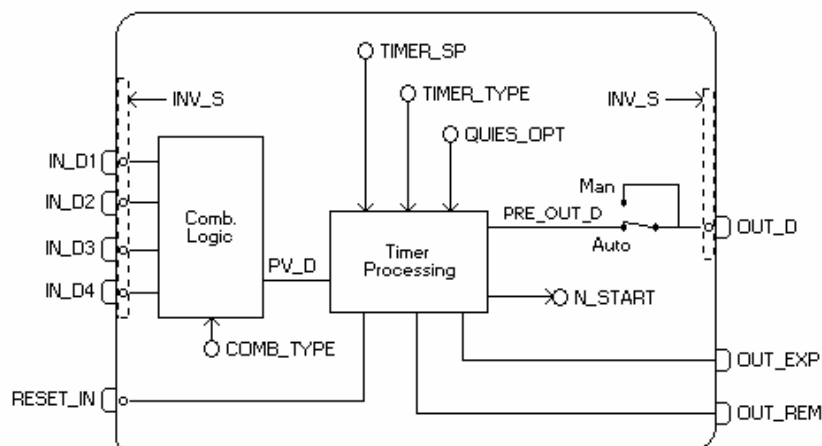 TIMER_SP
INV_S
TIMER_TYPE
INV_S
QUIES_OPT
IN_D1
IN_D2
IN_D3
IN_D4
Comb.
Logic
Man
PRE_OUT_D
Auto
OUT_D
Timer
Processing
PV_D
N_START
COMB_TYPE
OUT_EXP
RESET_IN
OUT_REM